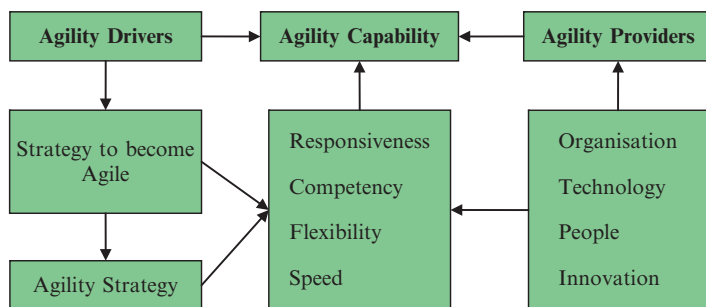 Agility Drivers
Agility Capability
Agility Providers
Strategy to become
Agile
Agility Strategy
Responsiveness
Competency
Flexibility
Speed
Organisation
Technology
People
Innovation